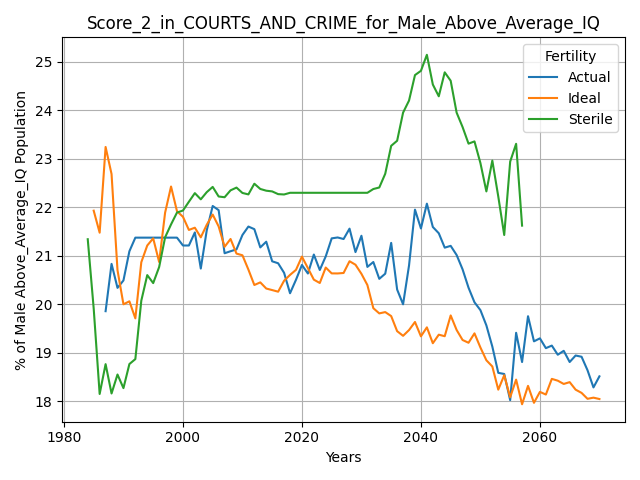 Score_2_in_COURTS_AND_CRIME_for_Male_Above_Average_IQ
Fertility
Actual
Ideal
Sterile
% of Male Above_Average_IQ Population
25
24
23
22
21
20
19
18
1980
2000
2020
2040
2060
Years